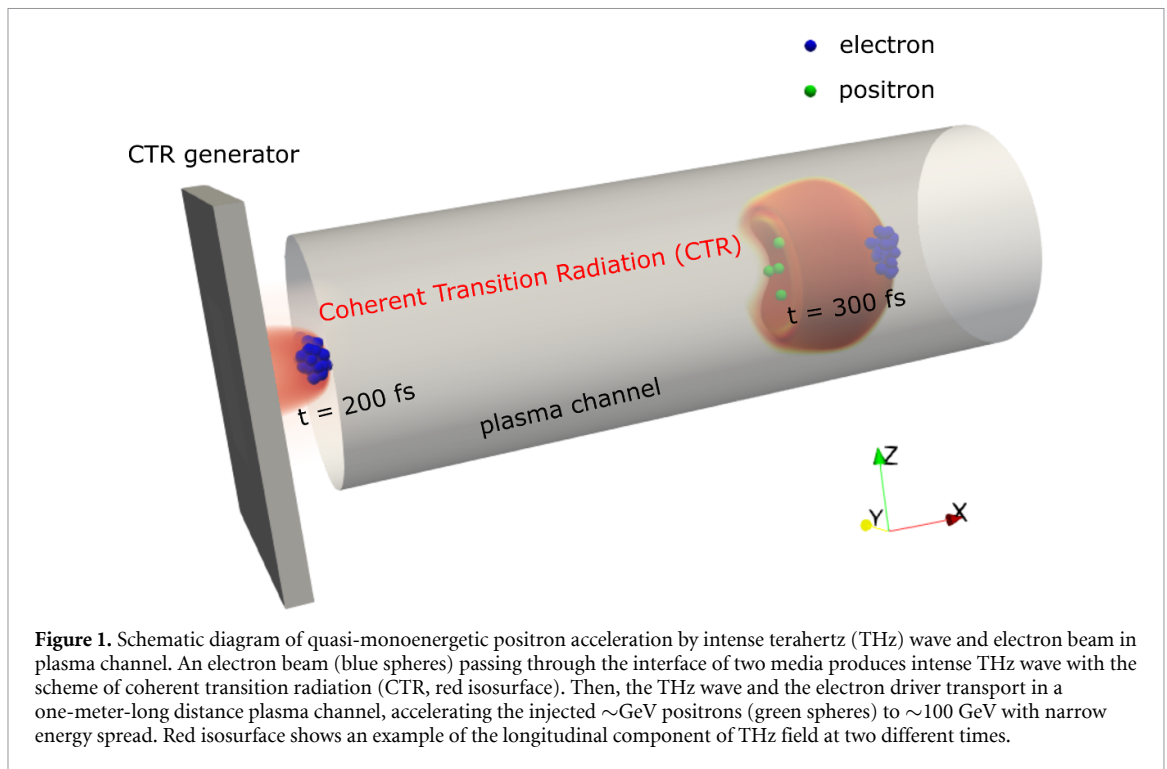 electron
positron
CTR generator
Coherent Transition Radiation (CTR)
t = 300 fs
t = 200 fs
plasma channel
Z
Y
X
Figure 1. Schematic diagram of quasi-monoenergetic positron acceleration by intense terahertz (THz) wave and electron beam in
plasma channel. An electron beam (blue spheres) passing through the interface of two media produces intense THz wave with the
scheme of coherent transition radiation (CTR, red isosurface). Then, the THz wave and the electron driver transport in a
one-meter-long distance plasma channel, accelerating the injected ∼GeV positrons (green spheres) to ∼100 GeV with narrow
energy spread. Red isosurface shows an example of the longitudinal component of THz field at two different times.